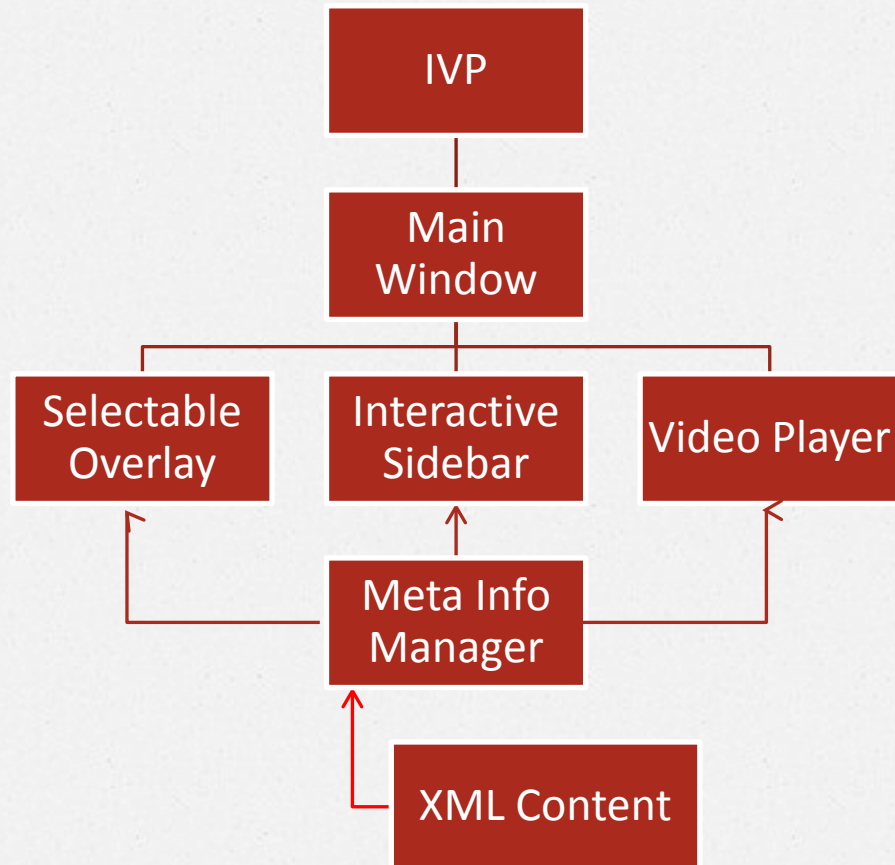 IVP
Main
Window
Selectable
Overlay
Interactive
Sidebar
Video Player
Meta Info
Manager
XML Content